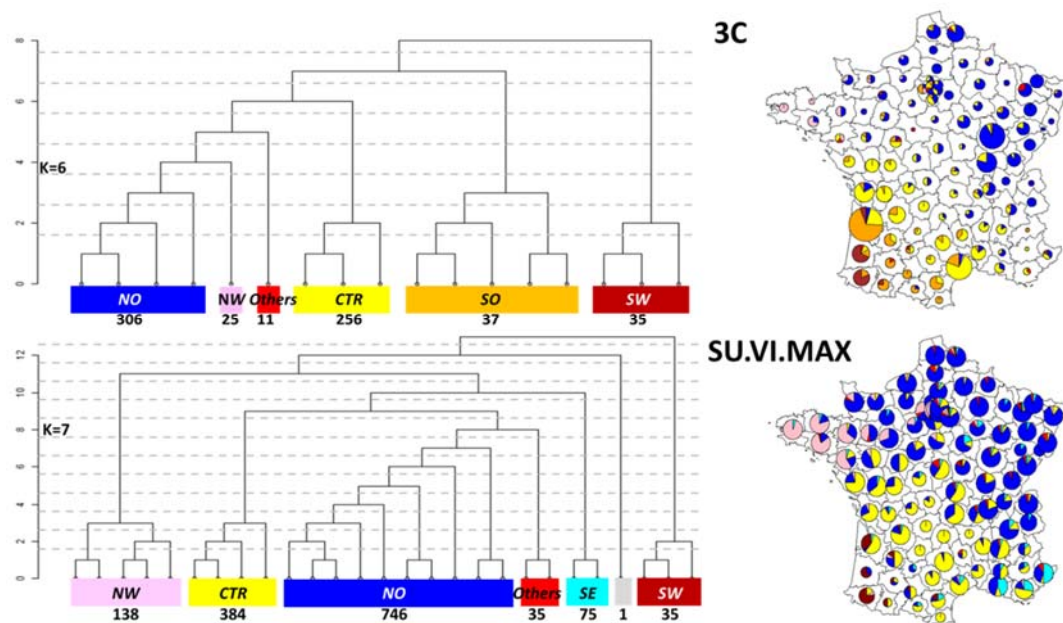 3C
8
6
4
2
0
K=6
NO NW Others CTR SO SW
306 25 11 256 37 35
SU.VI.MAX
12
10
8
6
4
2
0
K=7
NW CTR NO Others SE SW
138 384 746 35 75 1 35